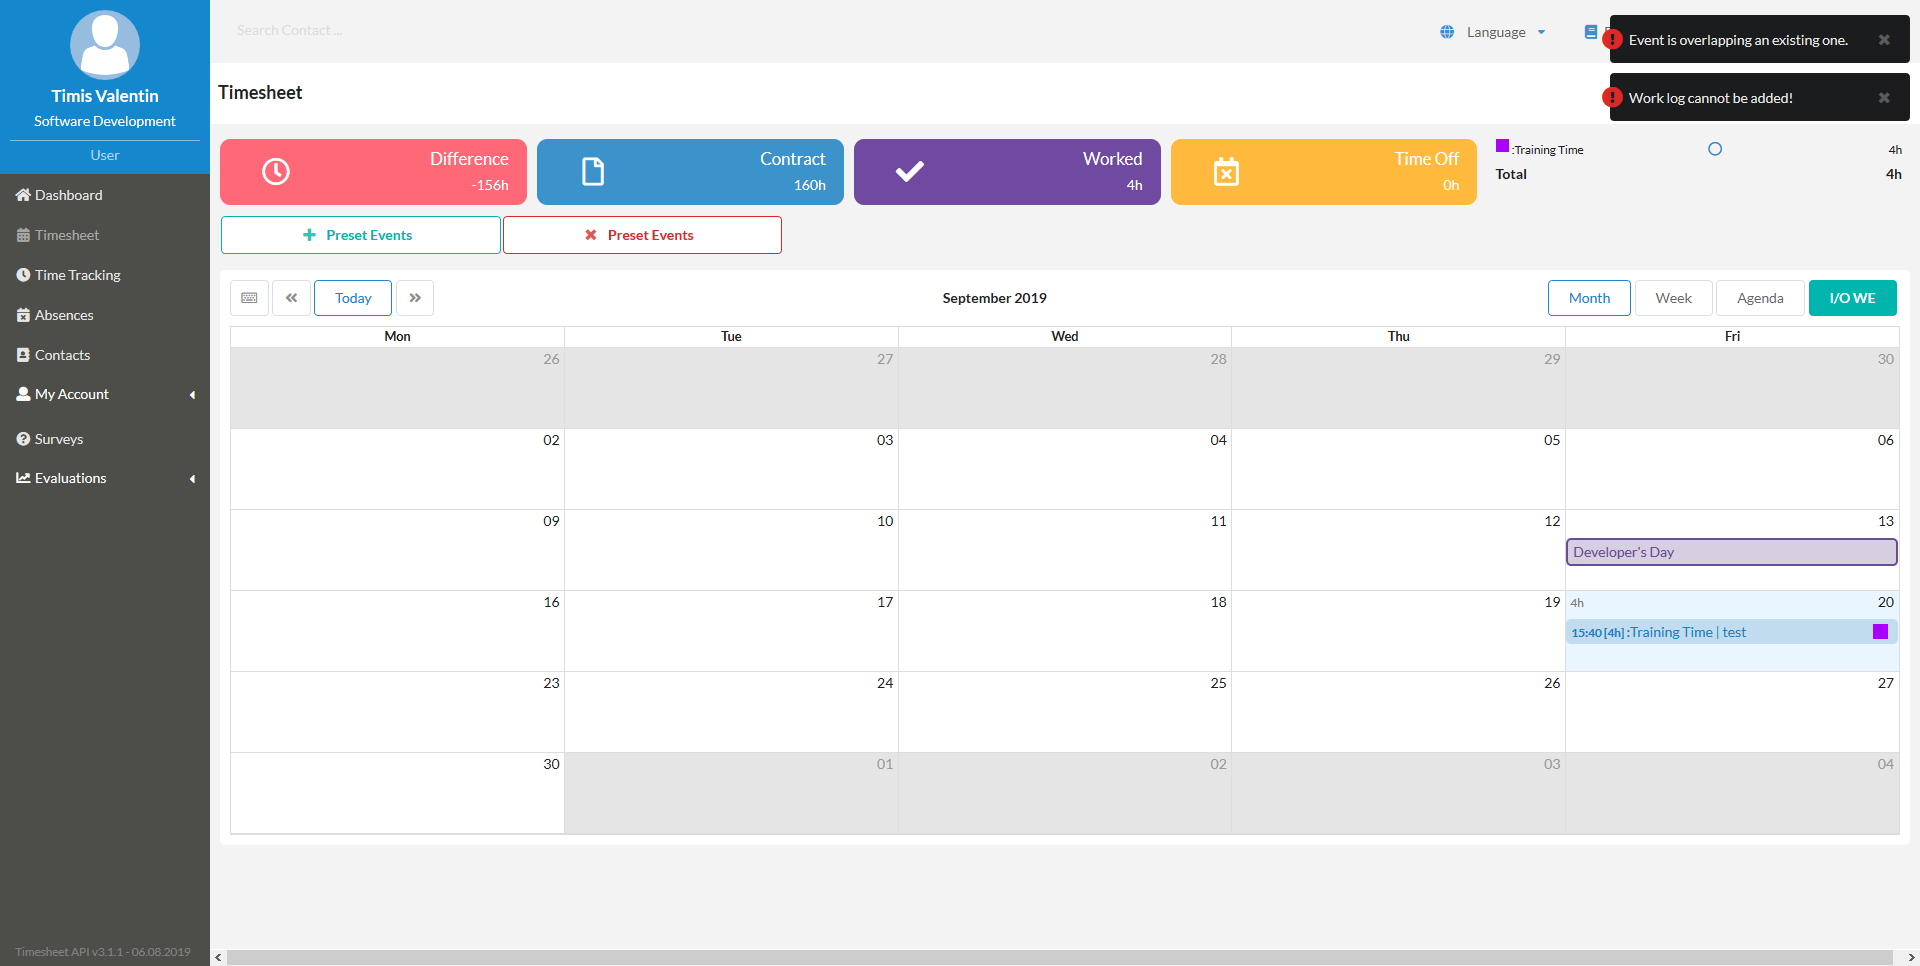 Timis Valentin
Software Development
User
Dashboard
Timesheet
Time Tracking
Absences
Contacts
My Account
Surveys
Evaluations
Timesheet API v3.1.1 - 06.08.2019
Search Contact ...
Language
Event is overlapping an existing one.
Work log cannot be added!
Timesheet
Difference
-156h
Contract
160h
Worked
4h
Time Off
0h
:Training Time 4h
Total 4h
Preset Events
Preset Events
Today
September 2019
Month Week Agenda I/O WE
Mon Tue Wed Thu Fri
26 27 28 29 30
02 03 04 05 06
09 10 11 12 13
Developer's Day
16 17 18 19 4h 20
15:40 [4h] :Training Time | test
23 24 25 26 27
30 01 02 03 04